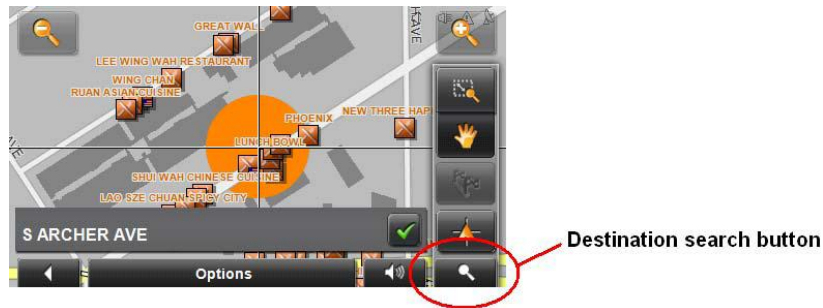 GREAT WALL
LEE WING WAH RESTAURANT
WING CHAN
RUAN ASIAN CUISINE
AVE
PHOENIX
NEW THREE HAP
LUNCH BOWL
SHUI WAH CHINESE CUISINE
LAO SZE CHUAN SPICY CITY
S ARCHER AVE
Options
Destination search button